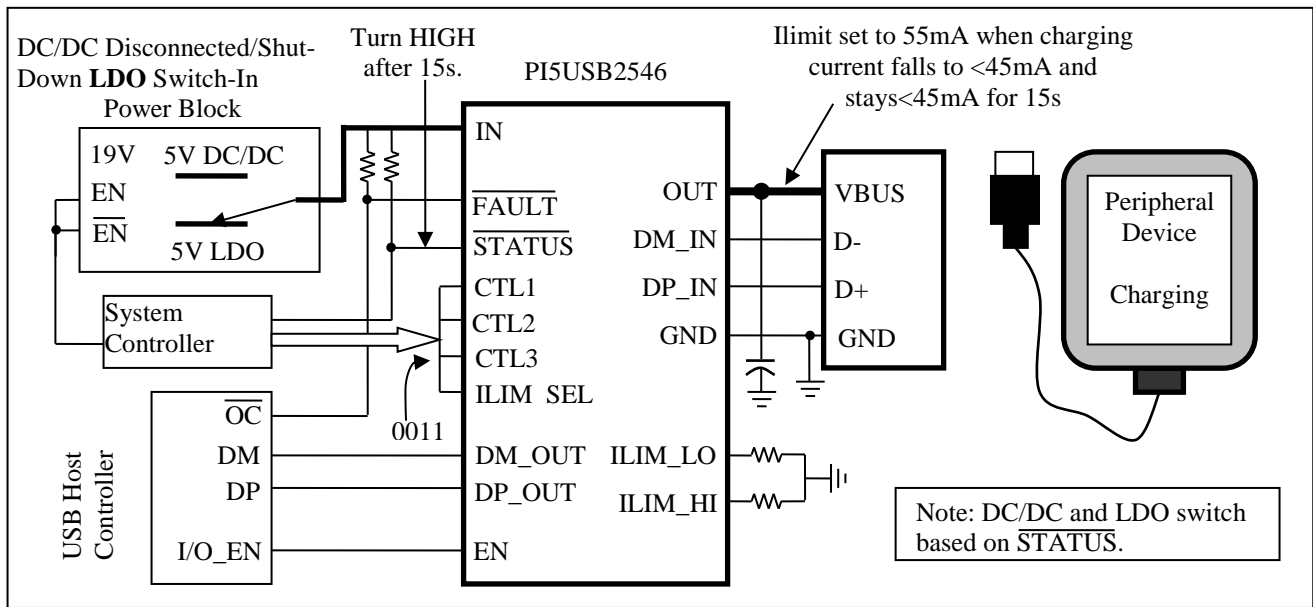 DC/DC Disconnected/Shut-
Down LDO Switch-In
Power Block
Turn HIGH
after 15s.
PI5USB2546
Ilimit set to 55mA when charging
current falls to <45mA and
stays<45mA for 15s
19V
5V DC/DC
EN
EN
5V LDO
System
Controller
USB Host
Controller
OC
DM
DP
I/O_EN
0011
IN
FAULT
STATUS
CTL1
CTL2
CTL3
ILIM SEL
DM_OUT
DP_OUT
EN
OUT
DM_IN
DP_IN
GND
ILIM_LO
ILIM_HI
VBUS
D-
D+
GND
Peripheral
Device
Charging
Note: DC/DC and LDO switch
based on STATUS.